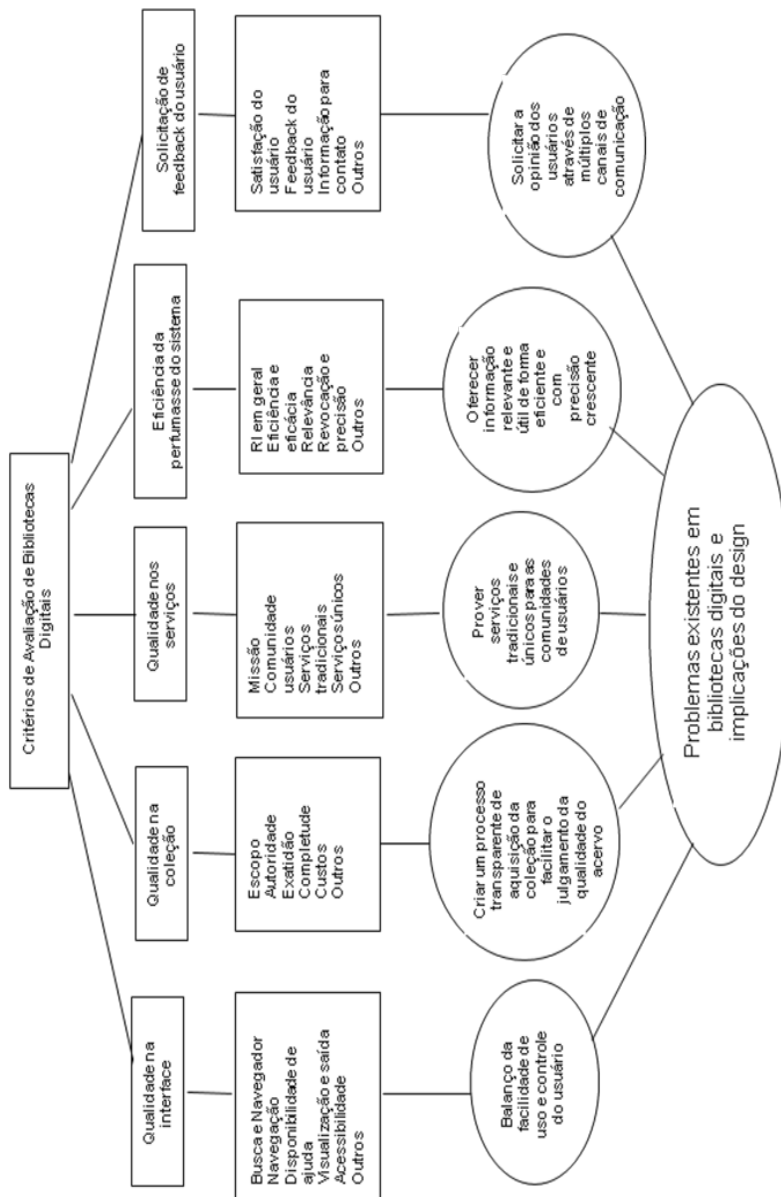 Critérios de Avaliação de Bibliotecas
Digitais
Qualidade na
interface
Qualidade na
coleção
Qualidade nos
serviços
Eficiência da
perfumasse do sistema
Solicitação de
feedback do usuário
Busca e Navegador
Navegação
Disponibilidade de
ajuda
Visualização e saída
Acessibilidade
Outros
Escopo
Autoridade
Exatidão
Completude
Custos
Outros
Missão
Comunidade
usuários
Serviços
tradicionais
Serviços únicos
Outros
RI em geral
Eficiência e
eficácia
Relevância
Revocação e
precisão
Outros
Satisfação do
usuário
Feedback do
usuário
Informação para
contato
Outros
Balanço da
facilidade de
uso e controle
do usuário
Criar um processo
transparente de
aquisição da
coleção para
facilitar o
julgamento da
qualidade do
acervo
Prover
serviços
tradicionais e
únicos para as
comunidades
de usuários
Oferecer
informação
relevante e
útil de forma
eficiente e
com
precisão
crescente
Solicitar a
opinião dos
usuários
através de
múltiplos
canais de
comunicação
Problemas existentes em
bibliotecas digitais e
implicações do design